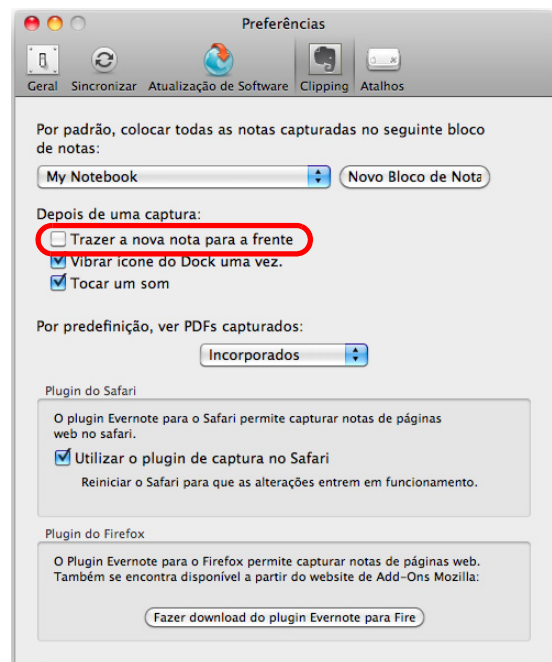 Preferências
Geral Sincronizar Atualização de Software Clipping Atalhos
Por padrão, colocar todas as notas capturadas no seguinte bloco
de notas:
My Notebook Novo Bloco de Nota
Depois de uma captura:
Trazer a nova nota para a frente
Vibrar ícone do Dock uma vez.
Tocar um som
Por predefinição, ver PDFs capturados:
Incorporados
Plugin do Safari
O plugin Evernote para o Safari permite capturar notas de páginas
web no safari.
Utilizar o plugin de captura no Safari
Reiniciar o Safari para que as alterações entrem em funcionamento.
Plugin do Firefox
O Plugin Evernote para o Firefox permite capturar notas de páginas web.
Também se encontra disponível a partir do website de Add-Ons Mozilla:
Fazer download do plugin Evernote para Fire